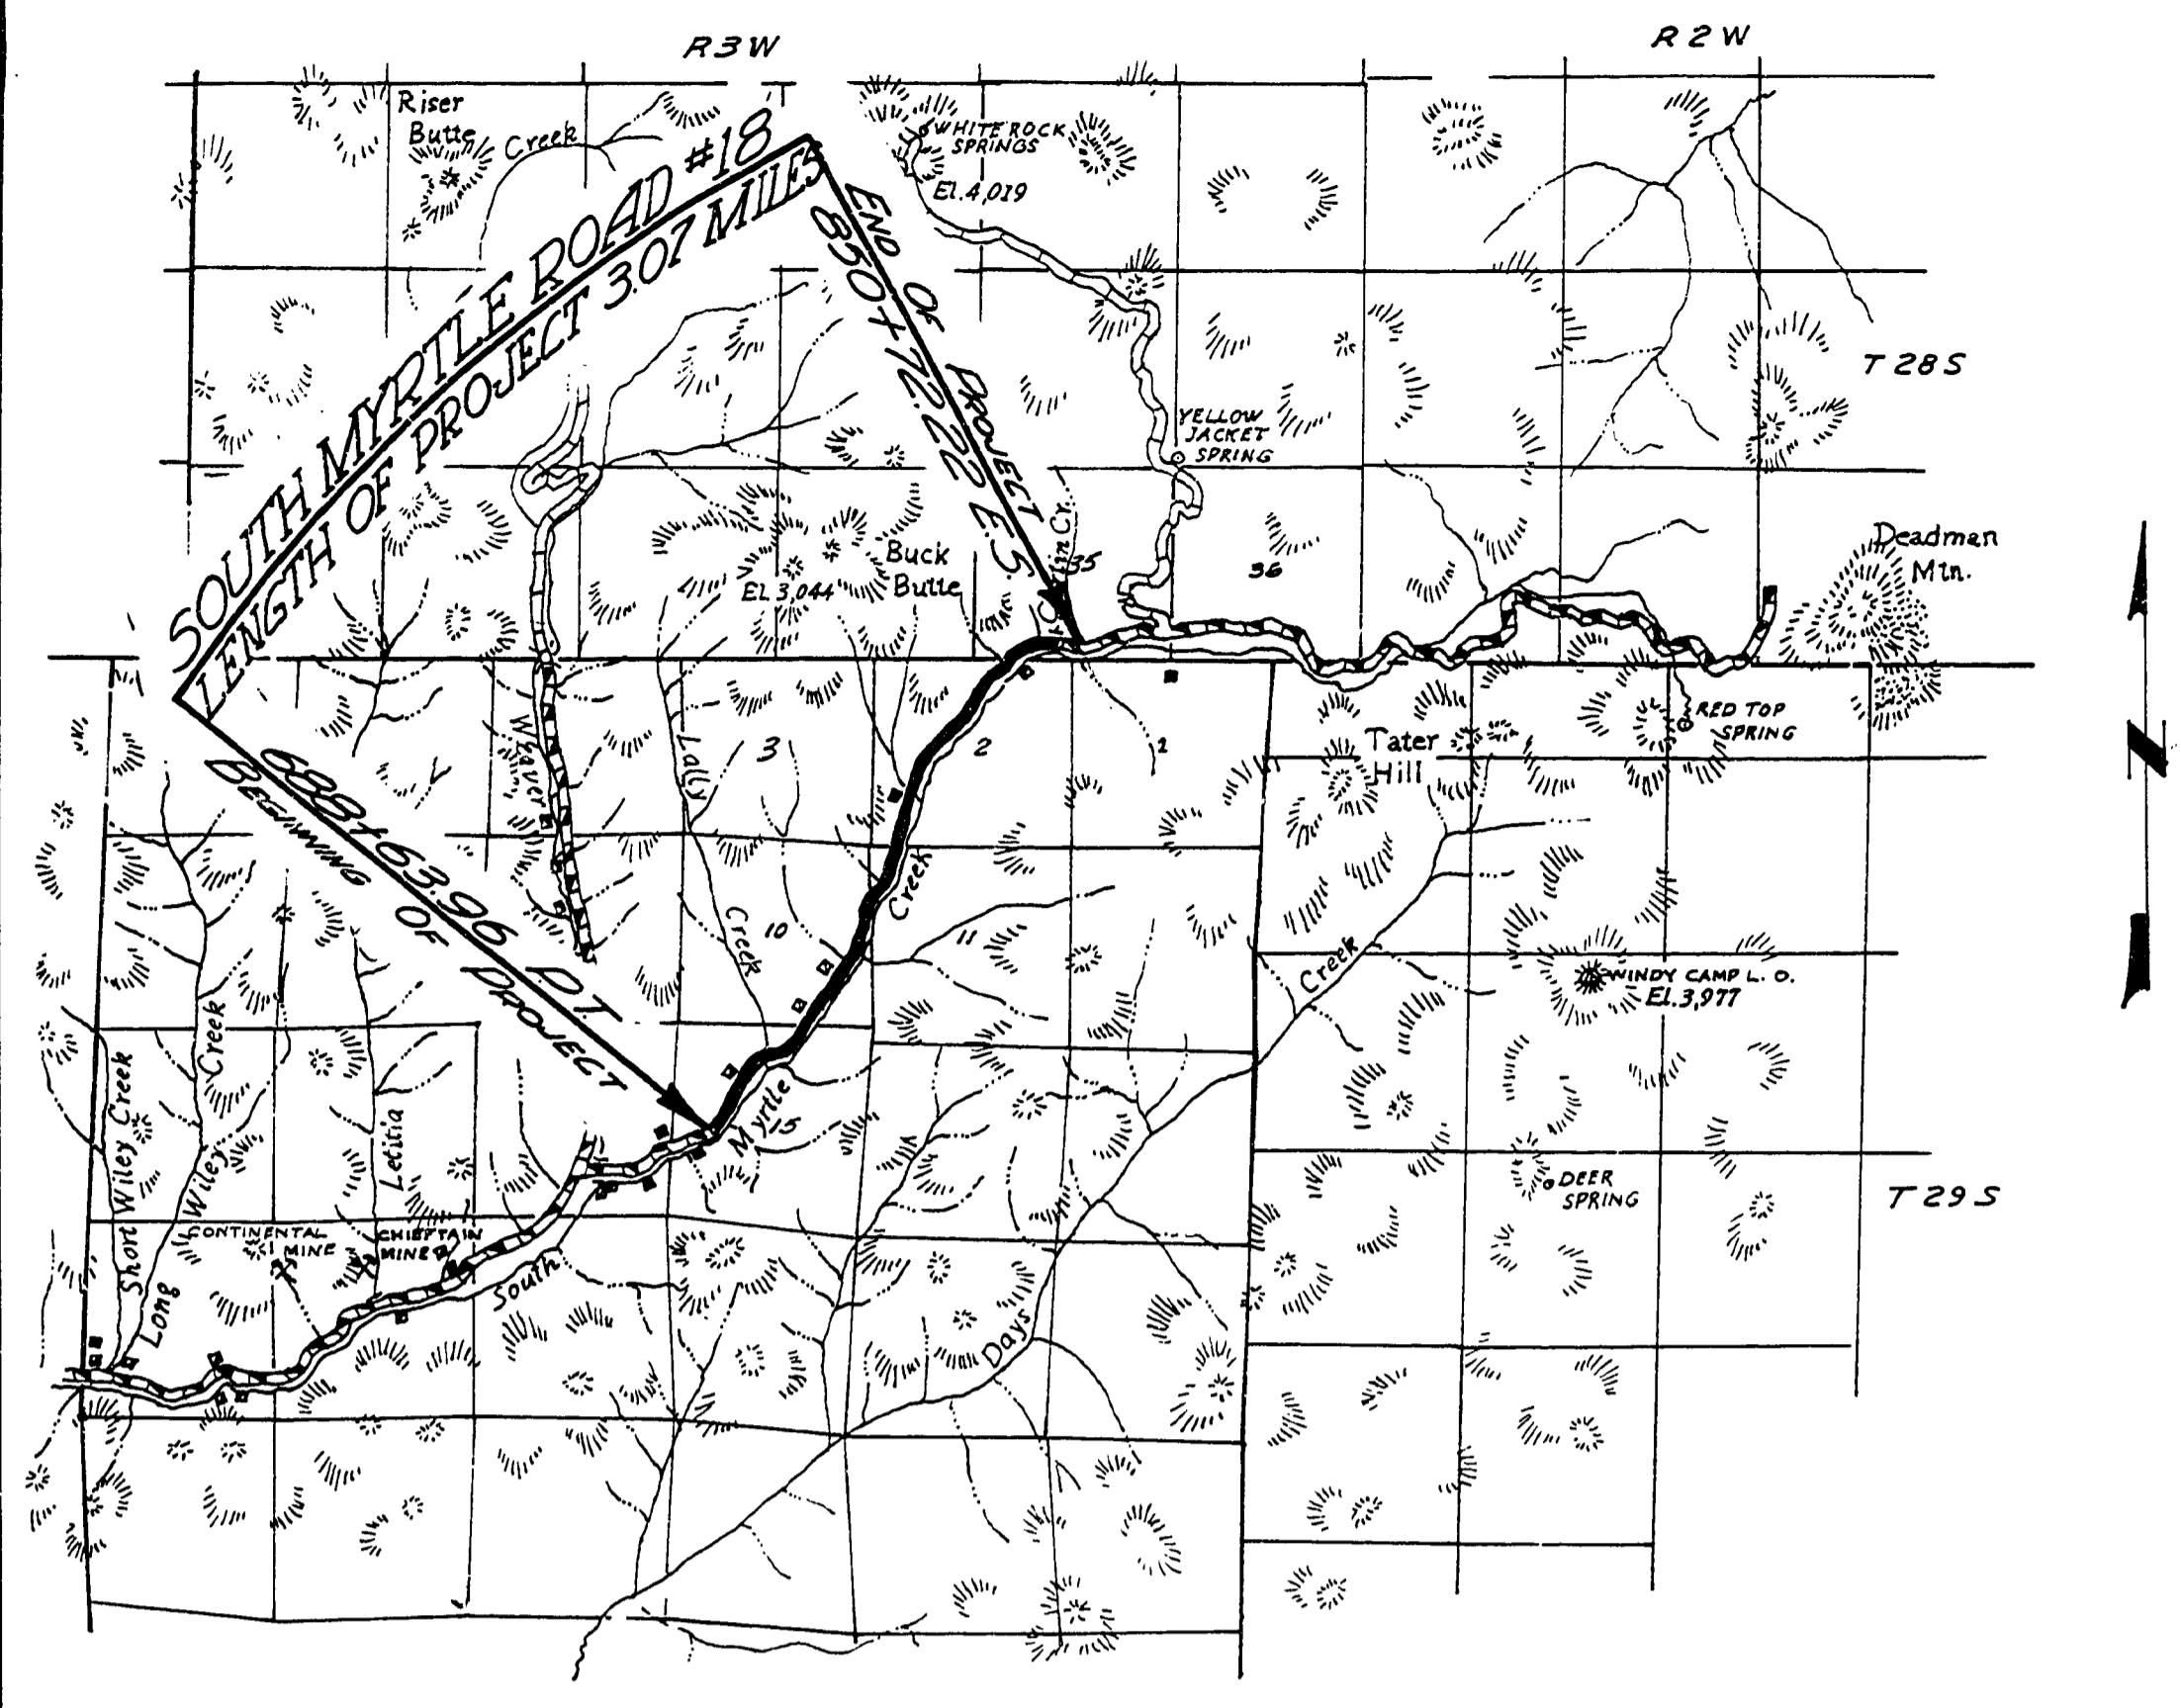 R3W
R2W
Riser
Butte
Creek
WHITE ROCK
SPRINGS
El. 4,019
SOUTH MYRTLE ROAD #18
LENGTH OF PROJECT 3.07 MILES
END OF PROJECT
850+72.22 E.S.
T28S
YELLOW
JACKET
SPRING
Buck
Butte
El. 3,044
Cr.
35
36
Deadman
Mtn.
N
RED TOP
SPRING
Tater
Hill
Weaver
Lally
Creek
3
2
1
688+63.96 P.T.
BEGINNING OF PROJECT
10
11
Creek
Creek
WINDY CAMP L. O.
El. 3,977
Short Wiley Creek
Long Wiley Creek
Letitia
Myrtle
15
DEER
SPRING
T29S
CONTINENTAL
MINE
CHIEFTAIN
MINE
South
Days